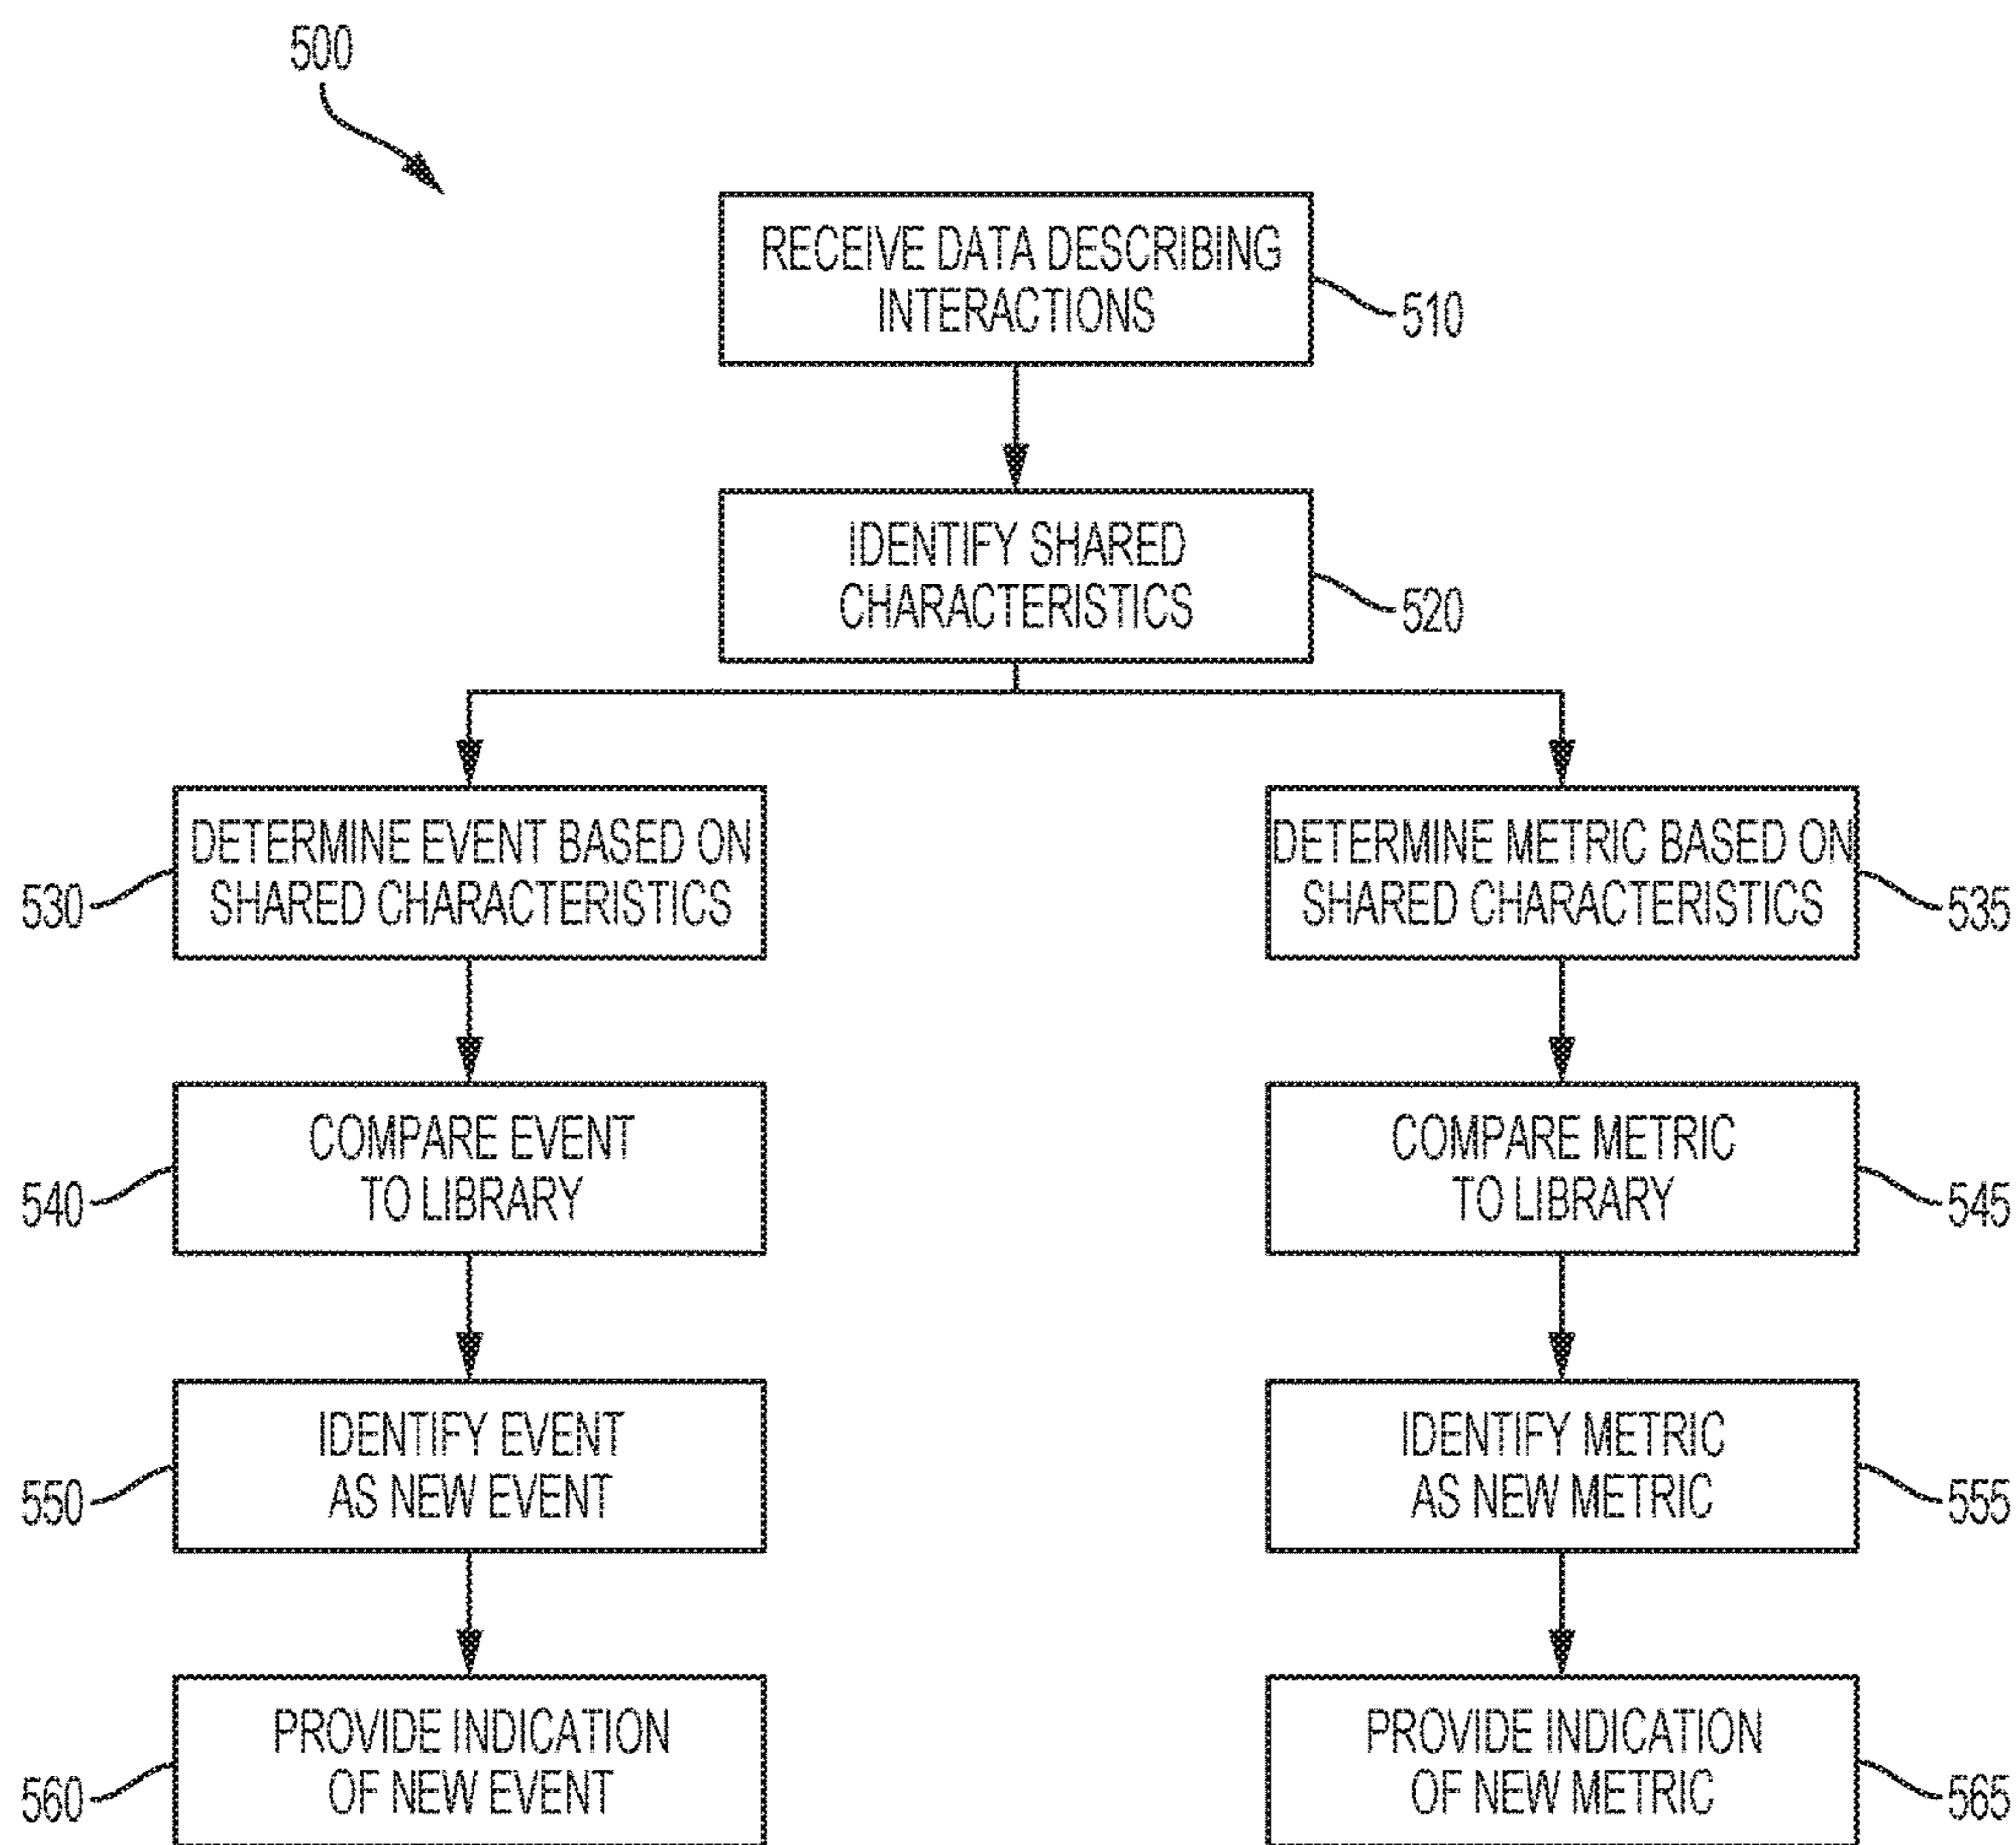 500
RECEIVE DATA DESCRIBING
INTERACTIONS
510
IDENTIFY SHARED
CHARACTERISTICS
520
DETERMINE EVENT BASED ON
SHARED CHARACTERISTICS
530
DETERMINE METRIC BASED ON
SHARED CHARACTERISTICS
535
COMPARE EVENT
TO LIBRARY
540
COMPARE METRIC
TO LIBRARY
545
IDENTIFY EVENT
AS NEW EVENT
550
IDENTIFY METRIC
AS NEW METRIC
555
PROVIDE INDICATION
OF NEW EVENT
560
PROVIDE INDICATION
OF NEW METRIC
565